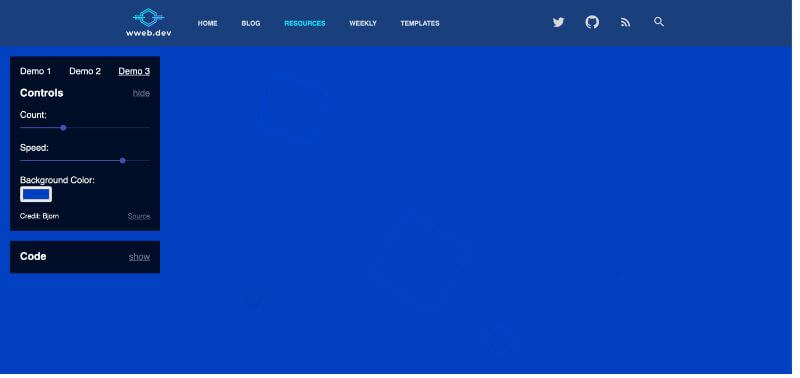 wweb.dev
HOME BLOG RESOURCES WEEKLY TEMPLATES
Demo 1 Demo 2 Demo 3
Controls hide
Count:
Speed:
Background Color:
Credit: Bjorn Source
Code show